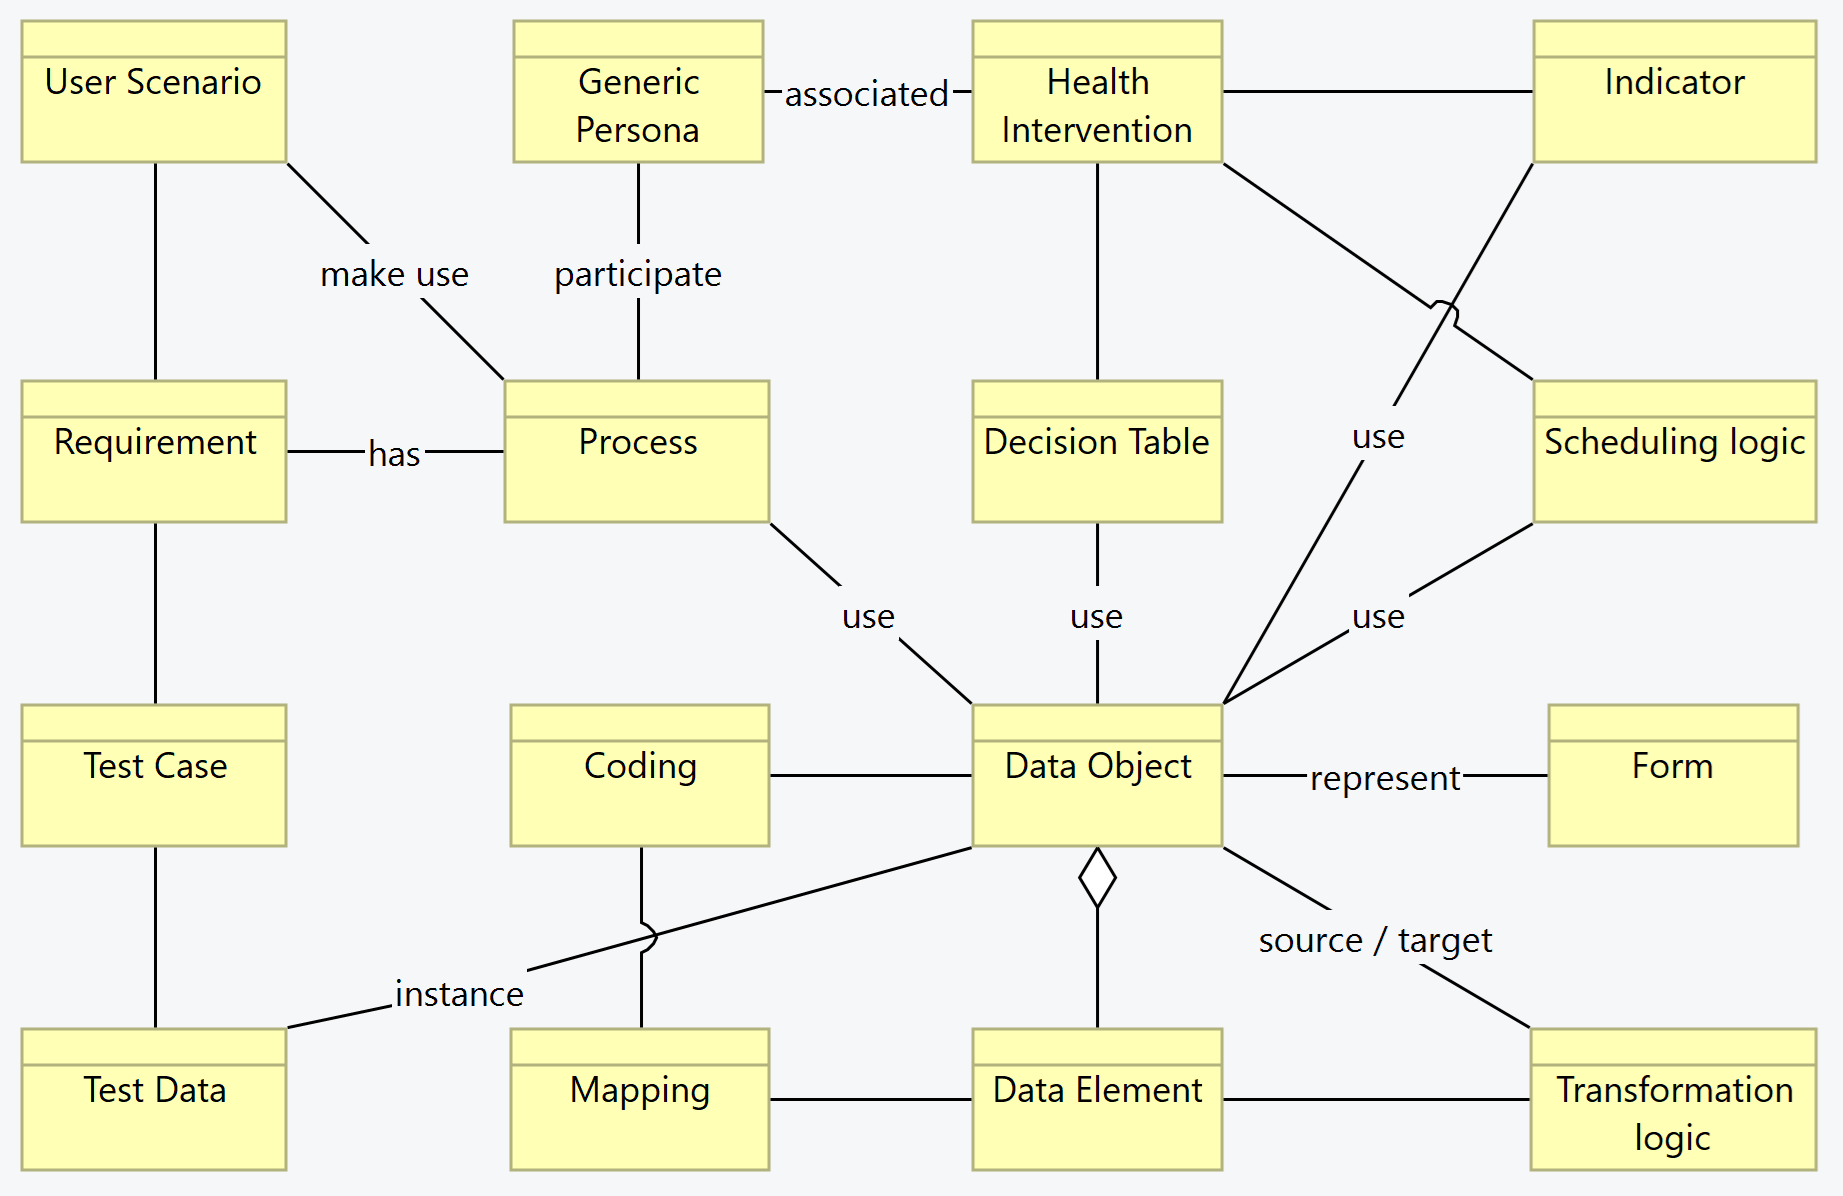 User Scenario
Generic
Persona
associated
Health
Intervention
Indicator
make use
participate
Requirement
has
Process
Decision Table
use
Scheduling logic
use
use
use
Test Case
Coding
Data Object
represent
Form
instance
source / target
Test Data
Mapping
Data Element
Transformation
logic